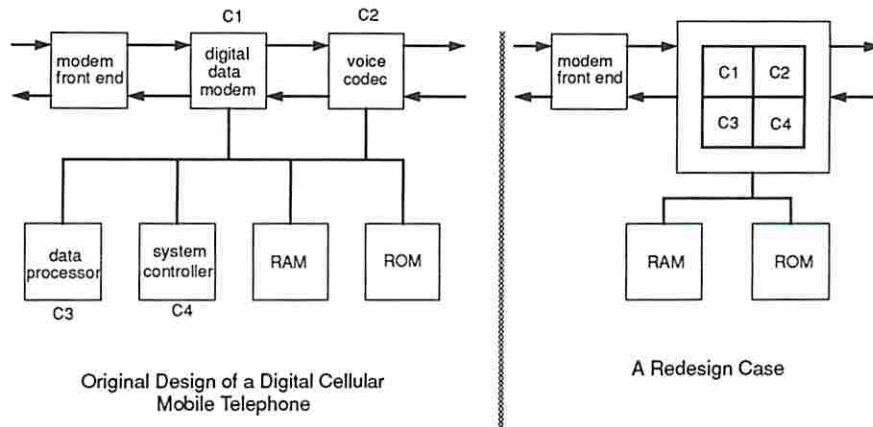 C1
C2
modem
front end
digital
data
modem
voice
codec
data
processor
system
controller
RAM
ROM
C3
C4
Original Design of a Digital Cellular
Mobile Telephone
modem
front end
C1
C2
C3
C4
RAM
ROM
A Redesign Case